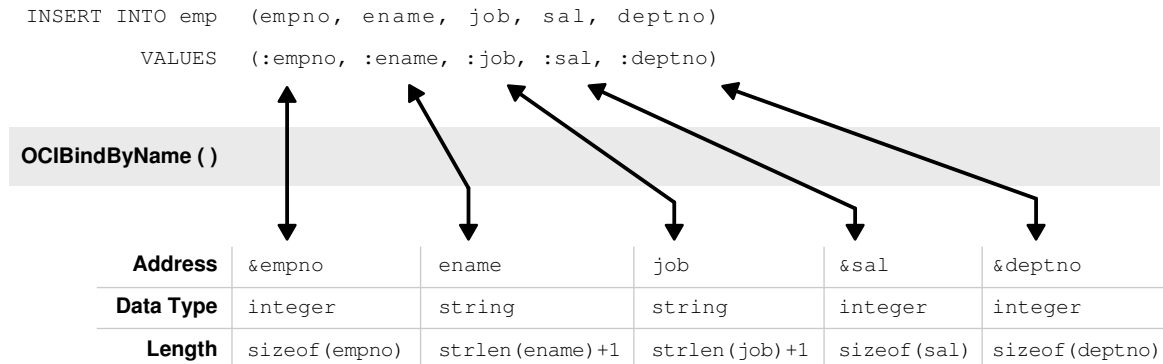 INSERT INTO emp (empno, ename, job, sal, deptno)
VALUES (:empno, :ename, :job, :sal, :deptno)
OCIBindByName ( )
Address &empno ename job &sal &deptno
Data Type integer string string integer integer
Length sizeof(empno) strlen(ename)+1 strlen(job)+1 sizeof(sal) sizeof(deptno)